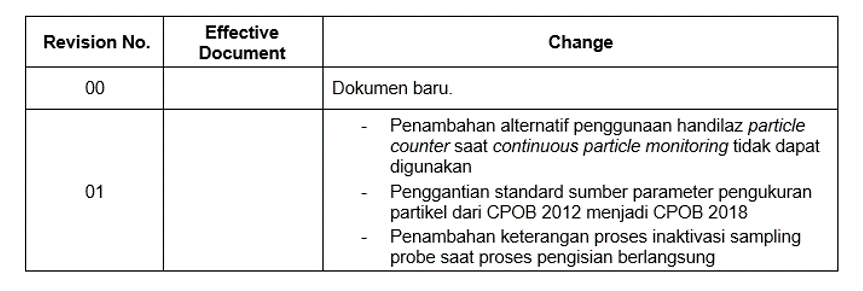 Revision No.
Effective
Document
Change
00
Dokumen baru.
01
- Penambahan alternatif penggunaan handilaz particle
counter saat continuous particle monitoring tidak dapat
digunakan
- Penggantian standard sumber parameter pengukuran
partikel dari CPOB 2012 menjadi CPOB 2018
- Penambahan keterangan proses inaktivasi sampling
probe saat proses pengisian berlangsung